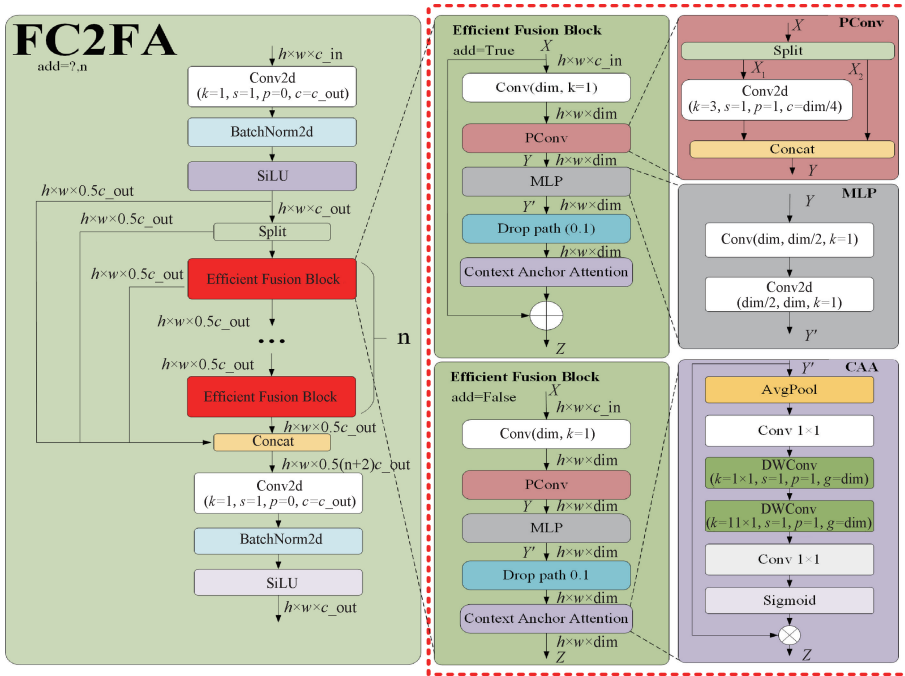 FC2FA
add=?,n
h×w×c_in
Conv2d
(k=1, s=1, p=0, c=c_out)
BatchNorm2d
SiLU
h×w×0.5c_out
h×w×c_out
h×w×0.5c_out
Split
h×w×0.5c_out
Efficient Fusion Block
h×w×0.5c_out
•••
n
h×w×0.5c_out
Efficient Fusion Block
h×w×0.5c_out
Concat
h×w×0.5(n+2)c_out
Conv2d
(k=1, s=1, p=0, c=c_out)
BatchNorm2d
SiLU
h×w×c_out
Efficient Fusion Block
add=True
X
h×w×c_in
Conv(dim, k=1)
h×w×dim
PConv
Y h×w×dim
MLP
Y' h×w×dim
Drop path (0.1)
h×w×dim
Context Anchor Attention
Z
Efficient Fusion Block
add=False
X
h×w×c_in
Conv(dim, k=1)
h×w×dim
PConv
Y h×w×dim
MLP
Y' h×w×dim
Drop path 0.1
h×w×dim
Context Anchor Attention
h×w×dim
Z
PConv
X
Split
X1 X2
Conv2d
(k=3, s=1, p=1, c=dim/4)
Concat
Y
MLP
Y
Conv(dim, dim/2, k=1)
Conv2d
(dim/2, dim, k=1)
Y'
CAA
Y'
AvgPool
Conv 1×1
DWConv
(k=1×1, s=1, p=1, g=dim)
DWConv
(k=11×1, s=1, p=1, g=dim)
Conv 1×1
Sigmoid
Z